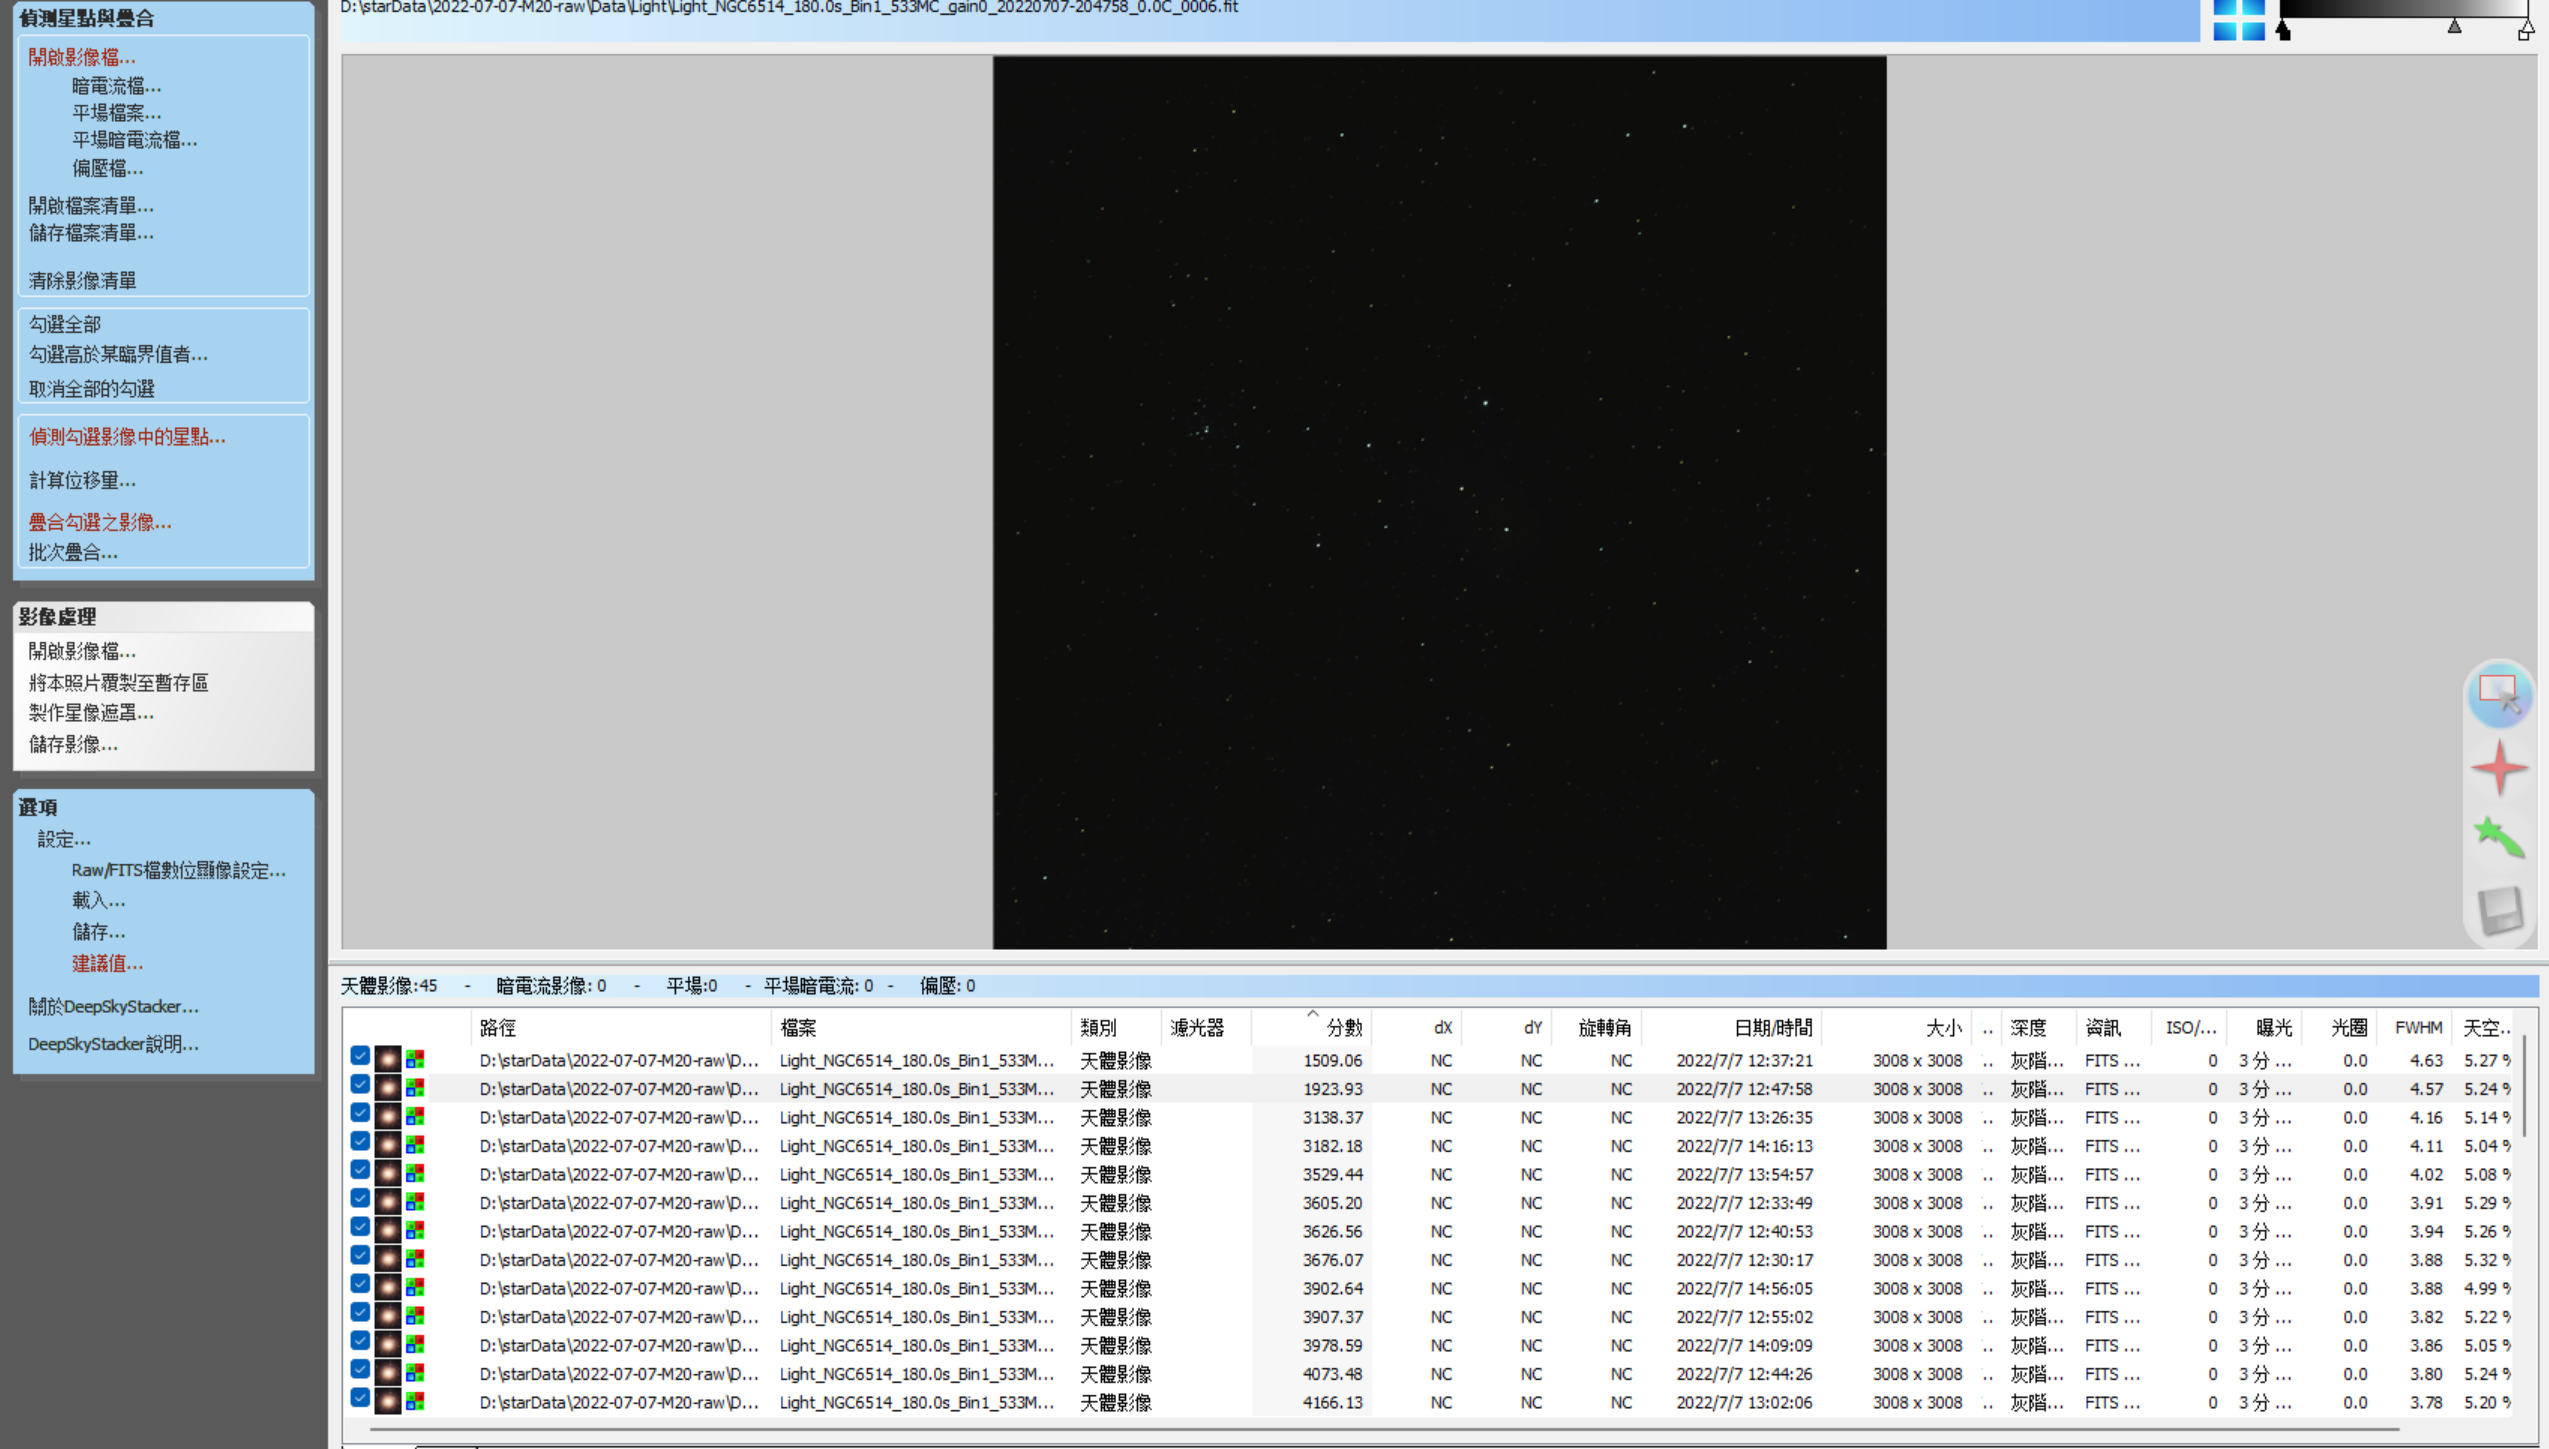 偵測星點與疊合
開啟影像檔...
暗電流檔...
平場檔案...
平場暗電流檔...
偏壓檔...
開啟檔案清單...
儲存檔案清單...
清除影像清單
勾選全部
勾選高於某臨界值者...
取消全部的勾選
偵測勾選影像中的星點...
計算位移量...
疊合勾選之影像...
批次疊合...
影像處理
開啟影像檔...
將本照片覆製至暫存區
製作星像遮罩...
儲存影像...
選項
設定...
Raw/FITS檔數位顯像設定...
載入...
儲存...
建議值...
關於DeepSkyStacker...
DeepSkyStacker說明...
D:\starData\2022-07-07-M20-raw\Data\Light\Light_NGC6514_180.0s_Bin1_533MC_gain0_20220707-204758_0.0C_0006.fit
天體影像:45 - 暗電流影像: 0 - 平場:0 - 平場暗電流: 0 - 偏壓: 0
路徑 檔案 類別 濾光器 分數 dX dY 旋轉角 日期/時間 大小 .. 深度 資訊 ISO/... 曝光 光圈 FWHM 天空..
D:\starData\2022-07-07-M20-raw\D... Light_NGC6514_180.0s_Bin1_533M... 天體影像 1509.06 NC NC NC 2022/7/7 12:37:21 3008 x 3008 .. 灰階... FITS ... 0 3 分 ... 0.0 4.63 5.27 %
D:\starData\2022-07-07-M20-raw\D... Light_NGC6514_180.0s_Bin1_533M... 天體影像 1923.93 NC NC NC 2022/7/7 12:47:58 3008 x 3008 .. 灰階... FITS ... 0 3 分 ... 0.0 4.57 5.24 %
D:\starData\2022-07-07-M20-raw\D... Light_NGC6514_180.0s_Bin1_533M... 天體影像 3138.37 NC NC NC 2022/7/7 13:26:35 3008 x 3008 .. 灰階... FITS ... 0 3 分 ... 0.0 4.16 5.14 %
D:\starData\2022-07-07-M20-raw\D... Light_NGC6514_180.0s_Bin1_533M... 天體影像 3182.18 NC NC NC 2022/7/7 14:16:13 3008 x 3008 .. 灰階... FITS ... 0 3 分 ... 0.0 4.11 5.04 %
D:\starData\2022-07-07-M20-raw\D... Light_NGC6514_180.0s_Bin1_533M... 天體影像 3529.44 NC NC NC 2022/7/7 13:54:57 3008 x 3008 .. 灰階... FITS ... 0 3 分 ... 0.0 4.02 5.08 %
D:\starData\2022-07-07-M20-raw\D... Light_NGC6514_180.0s_Bin1_533M... 天體影像 3605.20 NC NC NC 2022/7/7 12:33:49 3008 x 3008 .. 灰階... FITS ... 0 3 分 ... 0.0 3.91 5.29 %
D:\starData\2022-07-07-M20-raw\D... Light_NGC6514_180.0s_Bin1_533M... 天體影像 3626.56 NC NC NC 2022/7/7 12:40:53 3008 x 3008 .. 灰階... FITS ... 0 3 分 ... 0.0 3.94 5.26 %
D:\starData\2022-07-07-M20-raw\D... Light_NGC6514_180.0s_Bin1_533M... 天體影像 3676.07 NC NC NC 2022/7/7 12:30:17 3008 x 3008 .. 灰階... FITS ... 0 3 分 ... 0.0 3.88 5.32 %
D:\starData\2022-07-07-M20-raw\D... Light_NGC6514_180.0s_Bin1_533M... 天體影像 3902.64 NC NC NC 2022/7/7 14:56:05 3008 x 3008 .. 灰階... FITS ... 0 3 分 ... 0.0 3.88 4.99 %
D:\starData\2022-07-07-M20-raw\D... Light_NGC6514_180.0s_Bin1_533M... 天體影像 3907.37 NC NC NC 2022/7/7 12:55:02 3008 x 3008 .. 灰階... FITS ... 0 3 分 ... 0.0 3.82 5.22 %
D:\starData\2022-07-07-M20-raw\D... Light_NGC6514_180.0s_Bin1_533M... 天體影像 3978.59 NC NC NC 2022/7/7 14:09:09 3008 x 3008 .. 灰階... FITS ... 0 3 分 ... 0.0 3.86 5.05 %
D:\starData\2022-07-07-M20-raw\D... Light_NGC6514_180.0s_Bin1_533M... 天體影像 4073.48 NC NC NC 2022/7/7 12:44:26 3008 x 3008 .. 灰階... FITS ... 0 3 分 ... 0.0 3.80 5.24 %
D:\starData\2022-07-07-M20-raw\D... Light_NGC6514_180.0s_Bin1_533M... 天體影像 4166.13 NC NC NC 2022/7/7 13:02:06 3008 x 3008 .. 灰階... FITS ... 0 3 分 ... 0.0 3.78 5.20 %